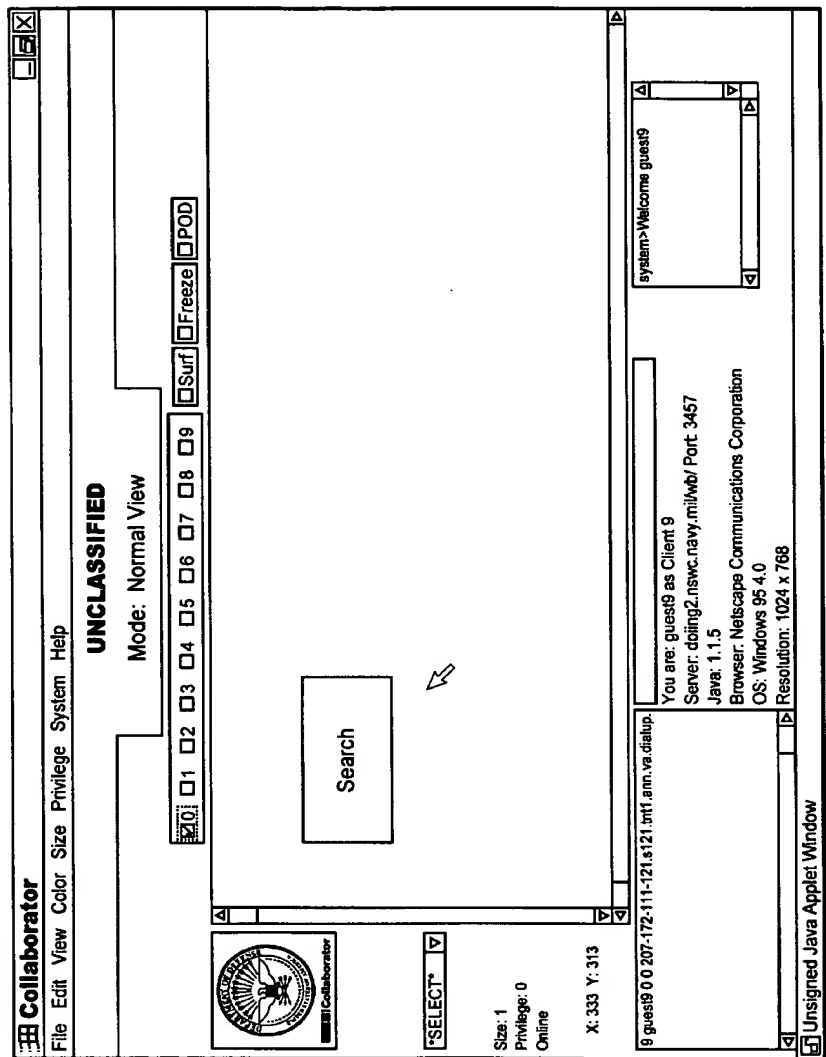 Collaborator
File Edit View Color Size Privilege System Help
UNCLASSIFIED
Mode: Normal View
0 1 2 3 4 5 6 7 8 9 Surf Freeze POD
DEPARTMENT OF DEFENSE
Collaborator
*SELECT*
Size: 1
Privilege: 0
Online
X: 333 Y: 313
Search
9 guest9 0 0 207-172-111-121.s121.tnt1.ann.va.dialup.
You are: guest9 as Client 9
Server: doiing2.nswc.navy.mil/wb/ Port: 3457
Java: 1.1.5
Browser: Netscape Communications Corporation
OS: Windows 95 4.0
Resolution: 1024 x 768
system>Welcome guest9
Unsigned Java Applet Window